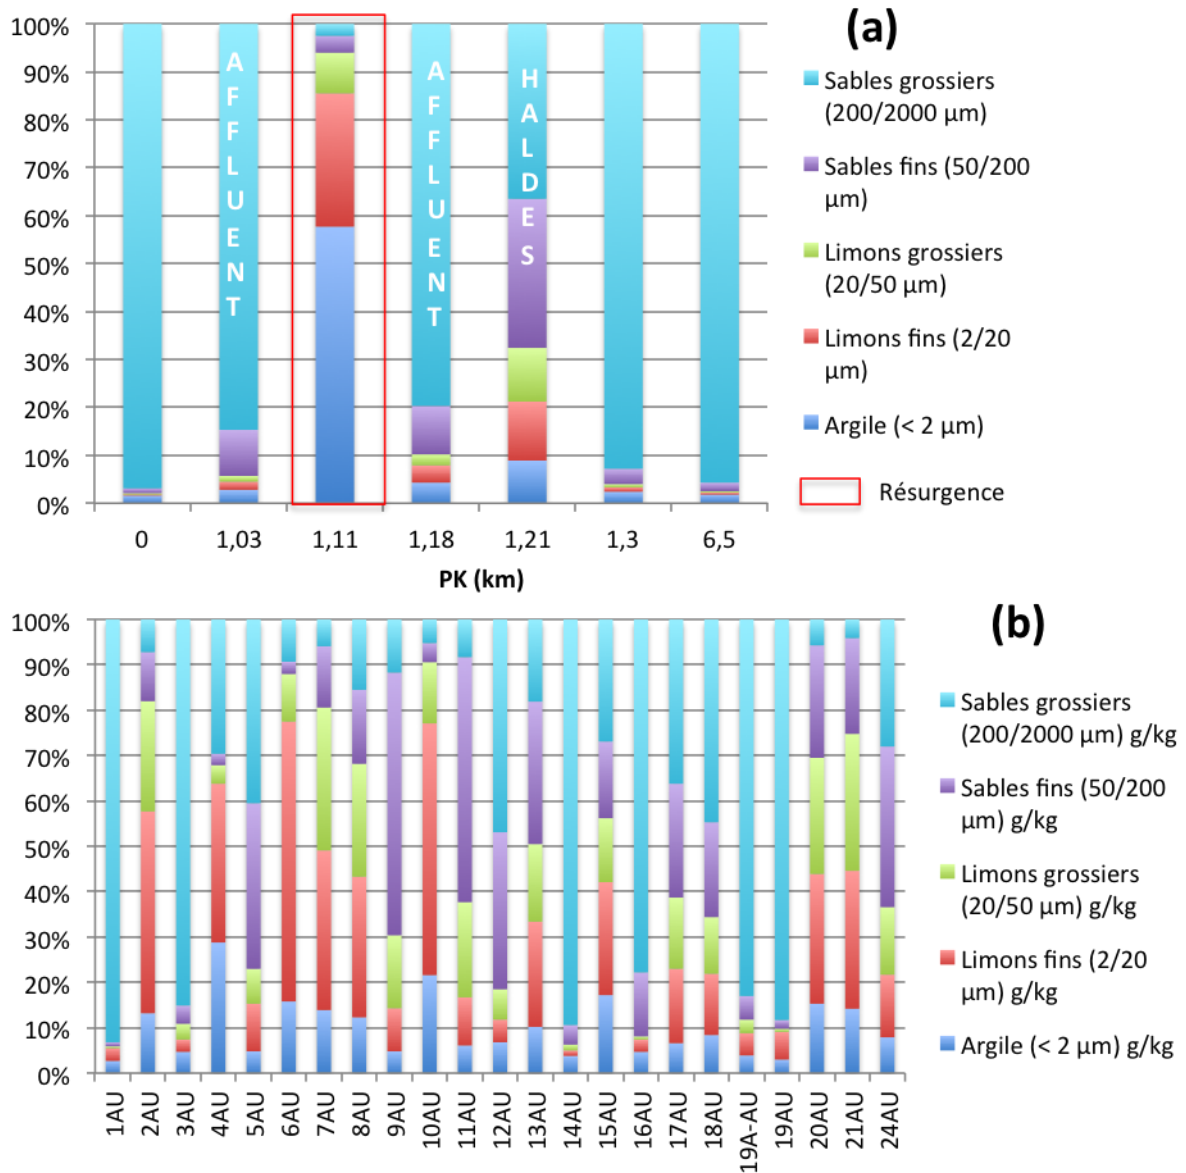 (a)
100%
90%
80%
70%
60%
50%
40%
30%
20%
10%
0%
AFFLUENT
AFFLUENT
HALDES
0
1,03
1,11
1,18
1,21
1,3
6,5
PK (km)
Sables grossiers
(200/2000 µm)
Sables fins (50/200
µm)
Limons grossiers
(20/50 µm)
Limons fins (2/20
µm)
Argile (< 2 µm)
Résurgence
(b)
100%
90%
80%
70%
60%
50%
40%
30%
20%
10%
0%
1AU
2AU
3AU
4AU
5AU
6AU
7AU
8AU
9AU
10AU
11AU
12AU
13AU
14AU
15AU
16AU
17AU
18AU
19A-AU
19AU
20AU
21AU
24AU
Sables grossiers
(200/2000 µm) g/kg
Sables fins (50/200
µm) g/kg
Limons grossiers
(20/50 µm) g/kg
Limons fins (2/20
µm) g/kg
Argile (< 2 µm) g/kg